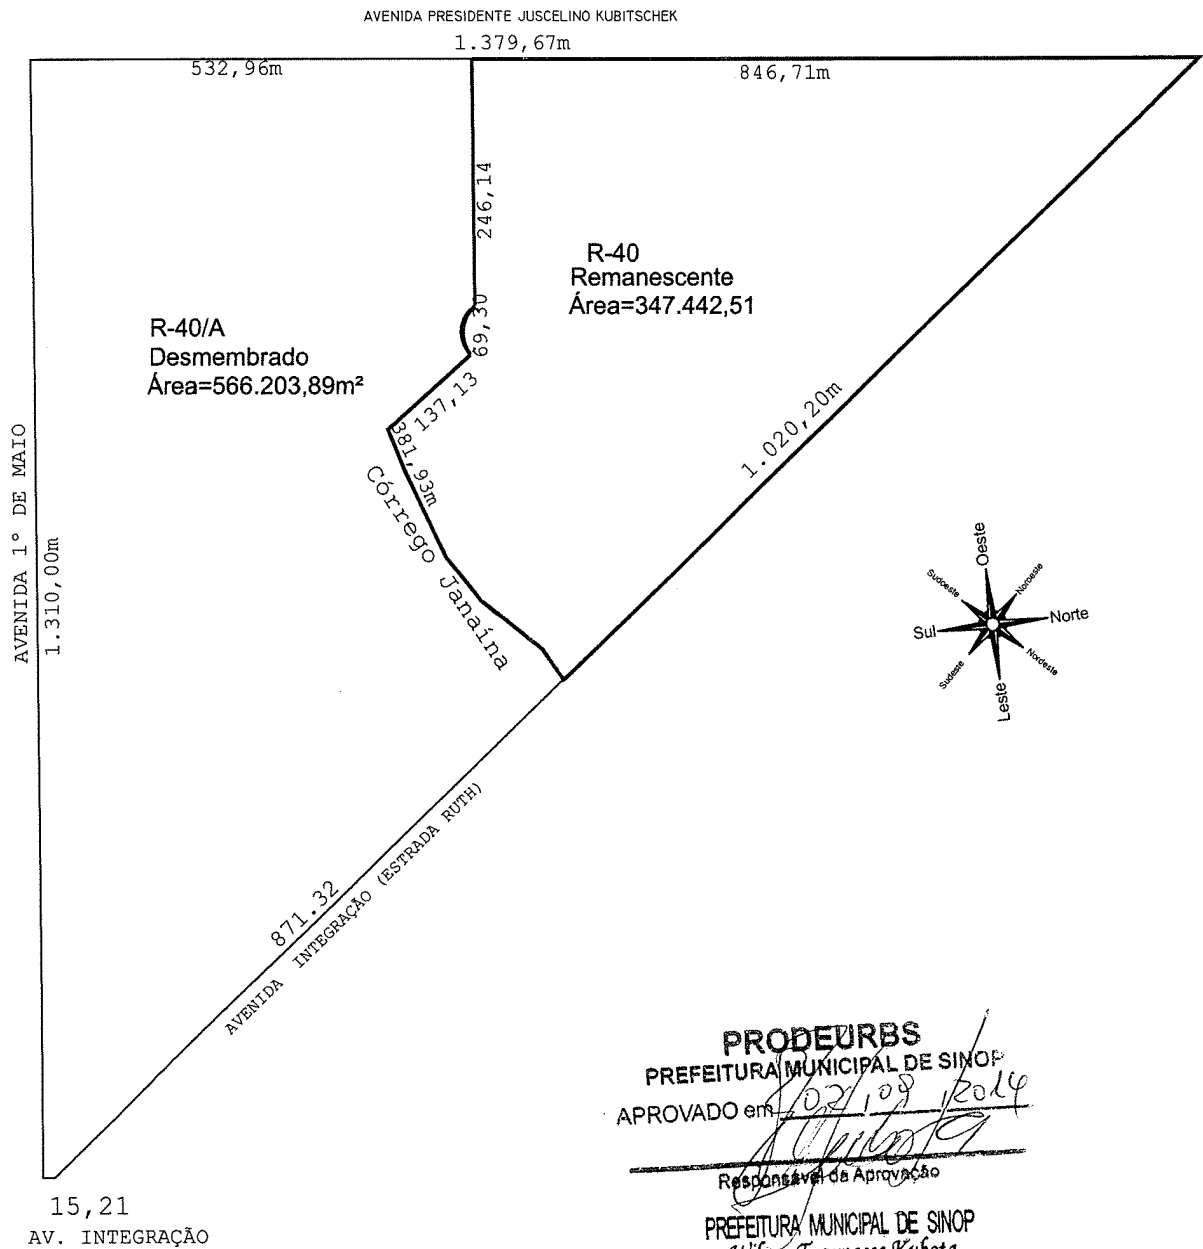 AVENIDA PRESIDENTE JUSCELINO KUBITSCHEK
1.379,67m
532,96m
846,71m
246,14
R-40
Remanescente
Área=347.442,51
69,30
R-40/A
Desmembrado
Área=566.203,89m²
137,13
381,93m
Córrego Janaína
1.020,20m
AVENIDA 1° DE MAIO
1.310,00m
Oeste
Sudoeste
Noroeste
Sul
Norte
Sudeste
Nordeste
Leste
871.32
AVENIDA INTEGRAÇÃO (ESTRADA RUTH)
PRODEURBS
PREFEITURA MUNICIPAL DE SINOP
APROVADO em 02/09/2014
Responsável da Aprovação
PREFEITURA MUNICIPAL DE SINOP
Kubota
15,21
AV. INTEGRAÇÃO